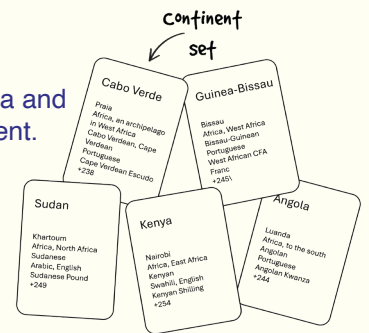 Continent
set
a and
ent.
Cabo Verde
Praia
Africa, an archipelago
in West Africa
Cabo Verdean, Cape
Verdean
Portuguese
Cape Verdean Escudo
+238
Guinea-Bissau
Bissau
Africa, West Africa
Bissau-Guinean
Portuguese
West African CFA
Franc
+245\
Sudan
Khartoum
Africa, North Africa
Sudanese
Arabic, English
Sudanese Pound
+249
Kenya
Nairobi
Africa, East Africa
Kenyan
Swahili, English
Kenyan Shilling
+254
Angola
Luanda
Africa, to the south
Angolan
Portuguese
Angolan Kwanza
+244